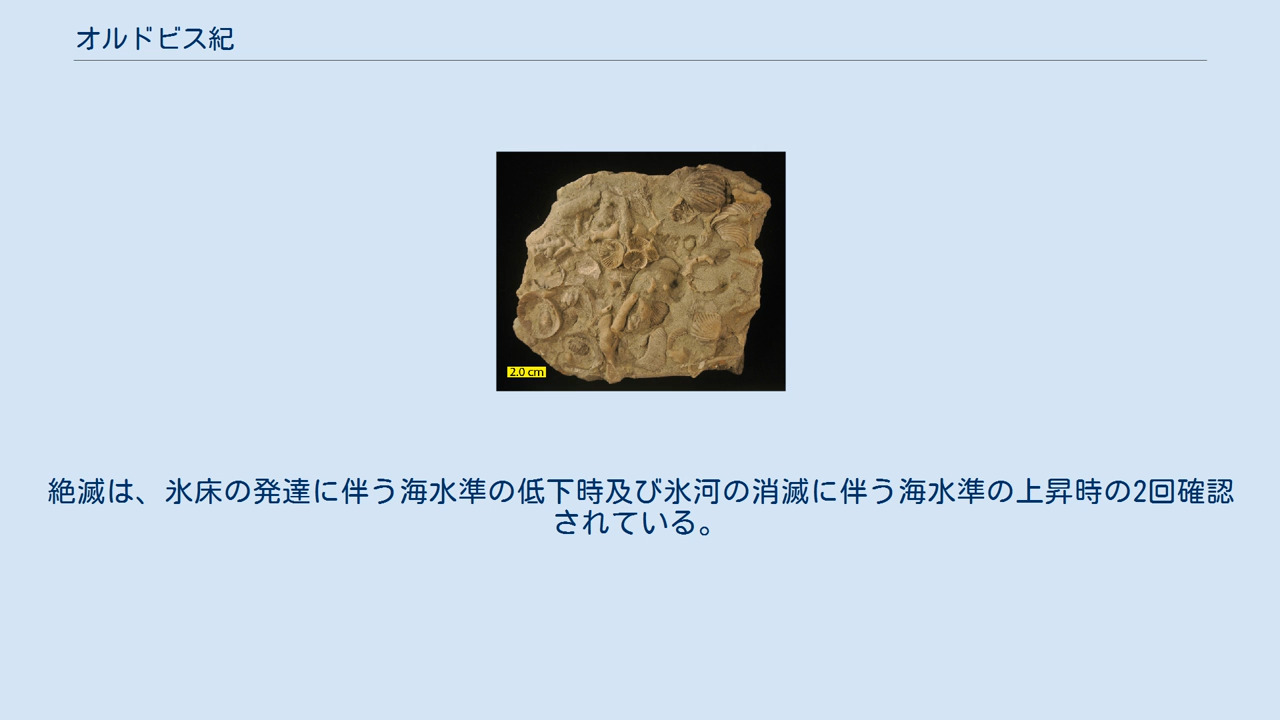 オルドビス紀
2.0 cm
絶滅は、氷床の発達に伴う海水準の低下時及び氷河の消滅に伴う海水準の上昇時の2回確認
されている。